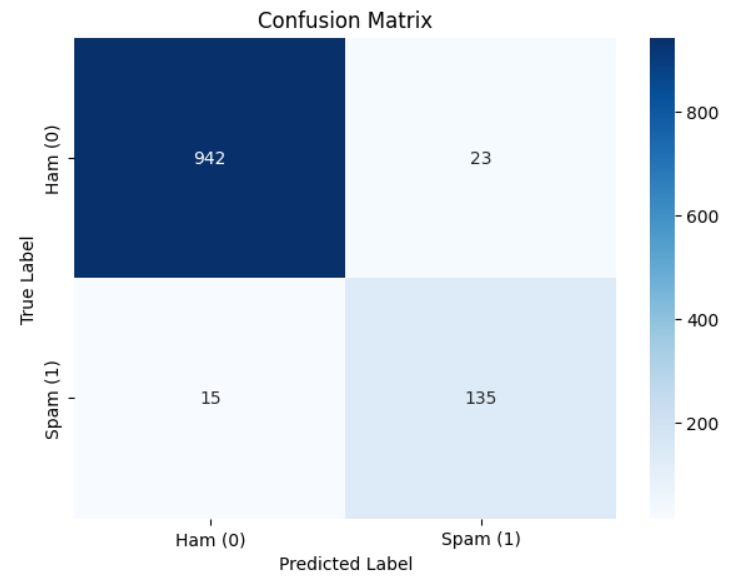 Confusion Matrix
Ham (0)
942
23
Spam (1)
15
135
True Label
Ham (0)
Spam (1)
Predicted Label
800
600
400
200